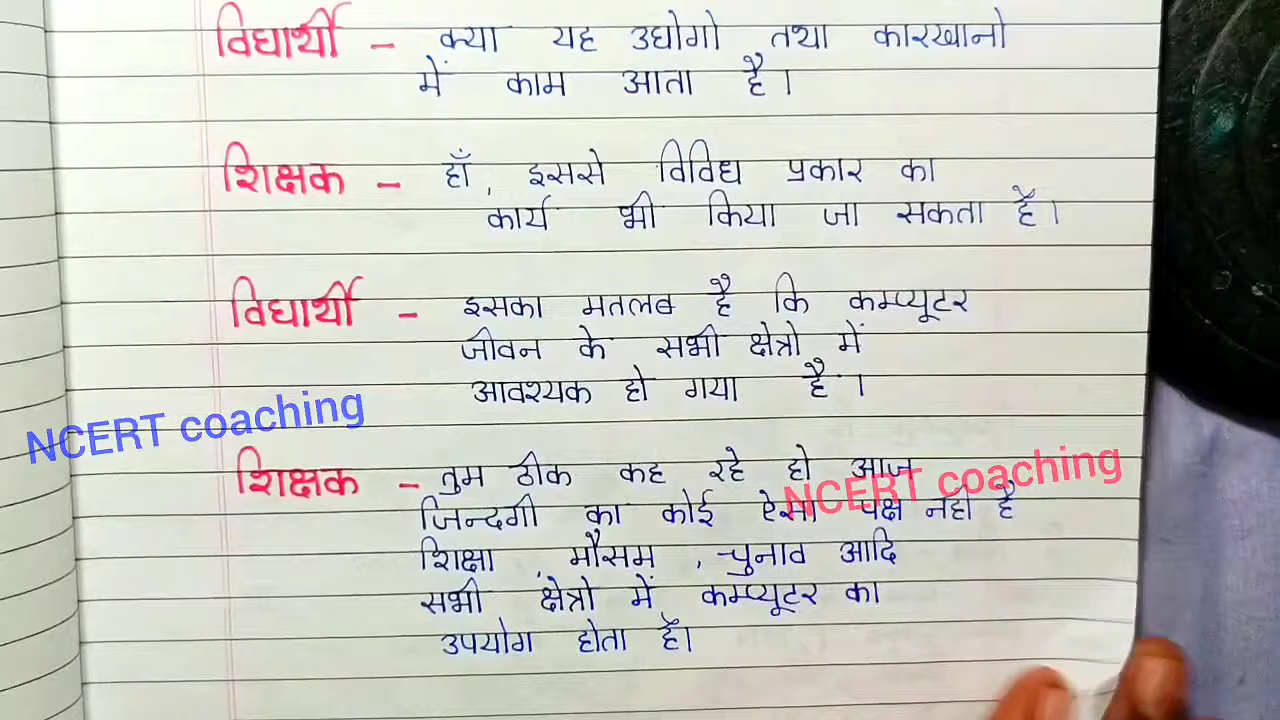 विद्यार्थी - क्या यह उद्योगो तथा कारखानो
में काम आता है।
शिक्षक - हाँ, इससे विविध प्रकार का
कार्य भी किया जा सकता है।
विद्यार्थी - इसका मतलब है कि कम्प्यूटर
जीवन के सभी क्षेत्रो में
आवश्यक हो गया है।
NCERT coaching
शिक्षक - तुम ठीक कह रहे हो आज
NCERT coaching
जिन्दगी का कोई ऐसा पक्ष नही है
शिक्षा, मौसम, चुनाव आदि
सभी क्षेत्रो में कम्प्यूटर का
उपयोग होता है।